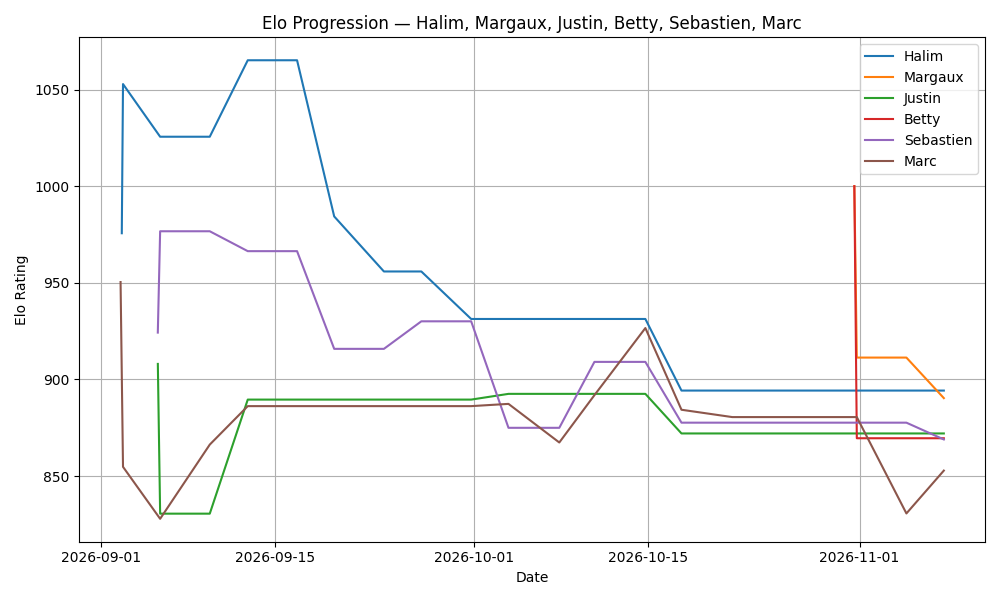 Elo Progression — Halim, Margaux, Justin, Betty, Sebastien, Marc
Halim
Margaux
Justin
Betty
Sebastien
Marc
Elo Rating
1050
1000
950
900
850
2026-09-01 2026-09-15 2026-10-01 2026-10-15 2026-11-01
Date